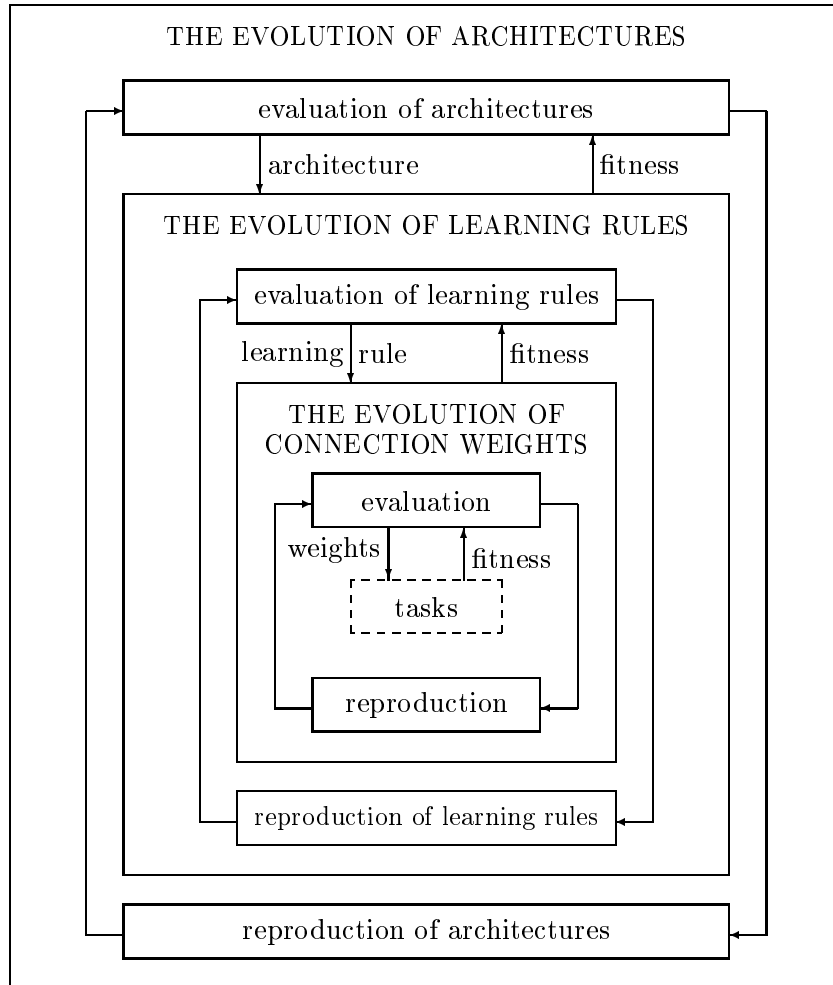 THE EVOLUTION OF ARCHITECTURES
evaluation of architectures
architecture
fitness
THE EVOLUTION OF LEARNING RULES
evaluation of learning rules
learning rule
fitness
THE EVOLUTION OF
CONNECTION WEIGHTS
evaluation
weights
fitness
tasks
reproduction
reproduction of learning rules
reproduction of architectures